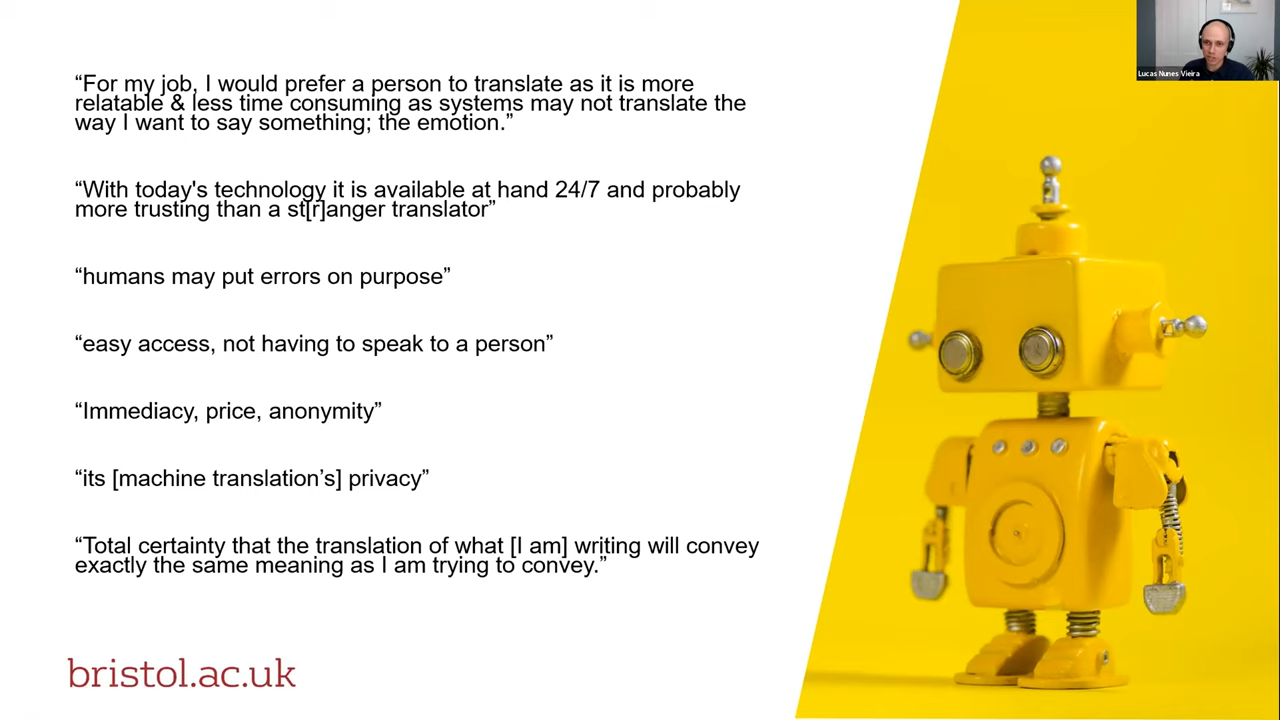 Lucas Nunes Vieira
“For my job, I would prefer a person to translate as it is more
relatable & less time consuming as systems may not translate the
way I want to say something; the emotion.”
“With today's technology it is available at hand 24/7 and probably
more trusting than a st[r]anger translator”
“humans may put errors on purpose”
“easy access, not having to speak to a person”
“Immediacy, price, anonymity”
“its [machine translation’s] privacy”
“Total certainty that the translation of what [I am] writing will convey
exactly the same meaning as I am trying to convey.”
bristol.ac.uk